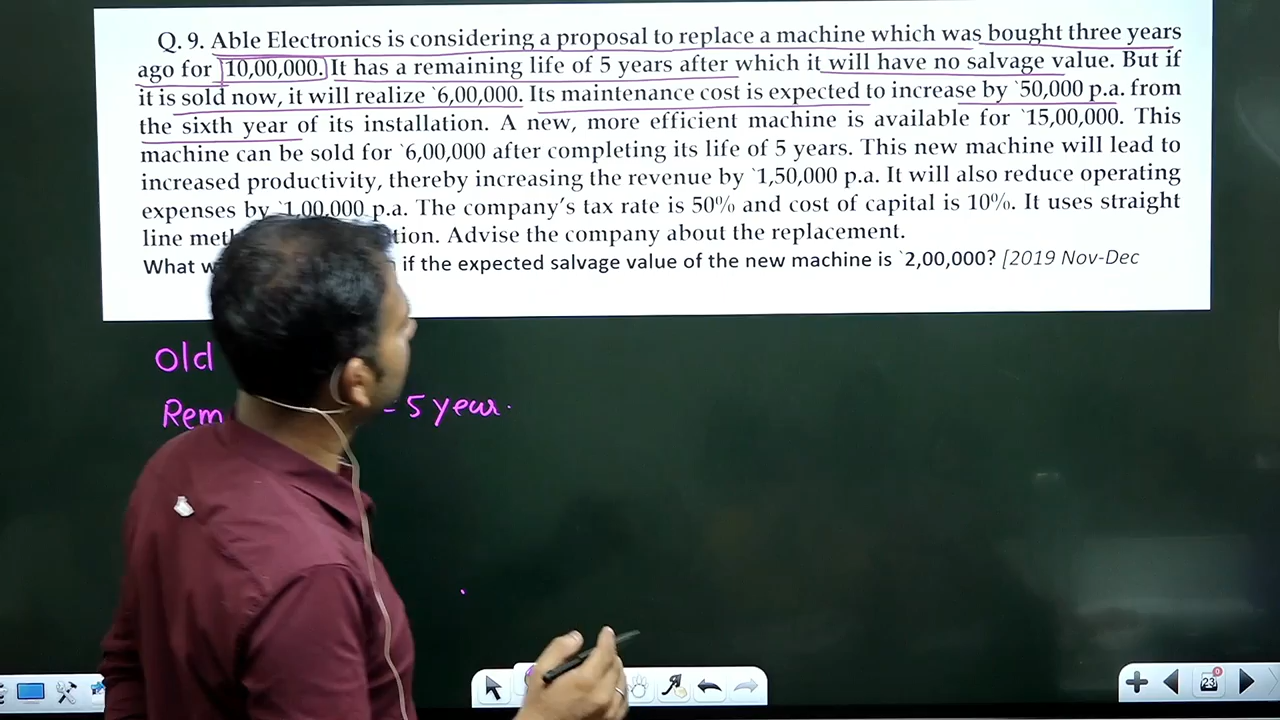 Q. 9. Able Electronics is considering a proposal to replace a machine which was bought three years
ago for 10,00,000. It has a remaining life of 5 years after which it will have no salvage value. But if
it is sold now, it will realize `6,00,000. Its maintenance cost is expected to increase by `50,000 p.a. from
the sixth year of its installation. A new, more efficient machine is available for `15,00,000. This
machine can be sold for `6,00,000 after completing its life of 5 years. This new machine will lead to
increased productivity, thereby increasing the revenue by `1,50,000 p.a. It will also reduce operating
expenses by `1,00,000 p.a. The company's tax rate is 50% and cost of capital is 10%. It uses straight
line Advise the company about the replacement.
What if the expected salvage value of the new machine is `2,00,000? [2019 Nov-Dec
Old
- 5 year.
23